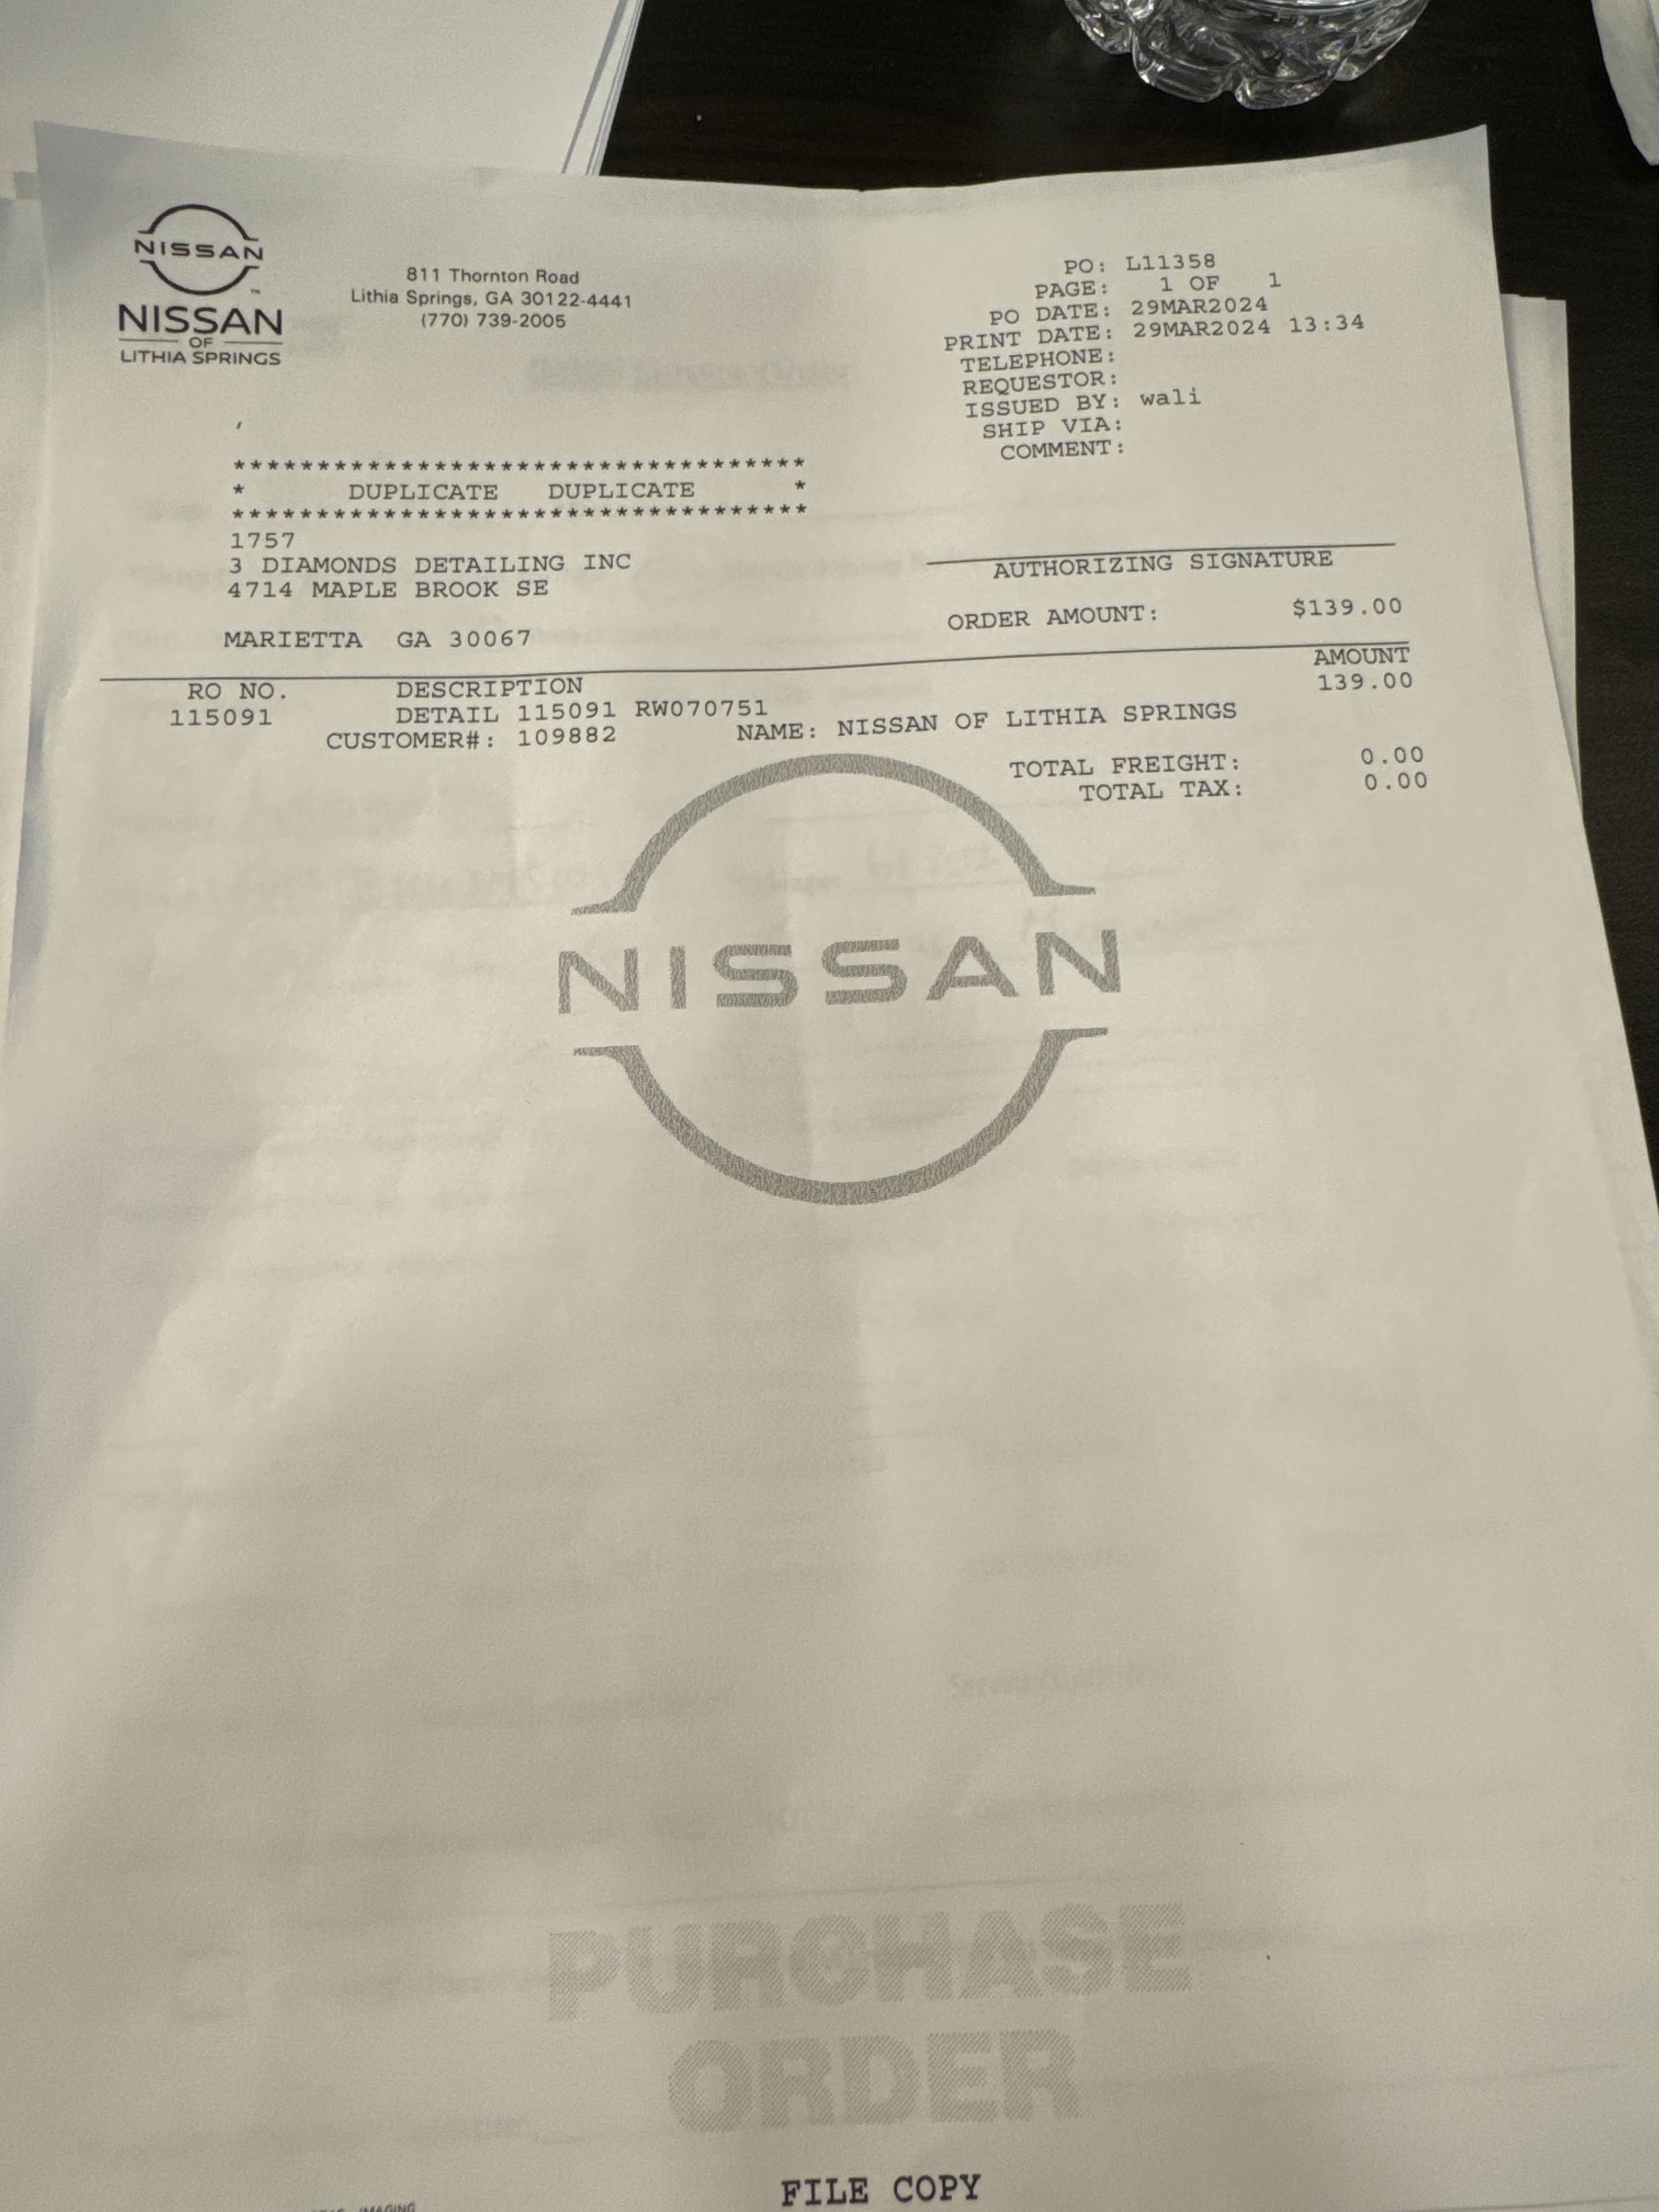 NISSAN
NISSAN
OF
LITHIA SPRINGS
811 Thornton Road
Lithia Springs, GA 30122-4441
(770) 739-2005
PO: L11358
PAGE: 1 OF 1
PO DATE: 29MAR2024
PRINT DATE: 29MAR2024 13:34
TELEPHONE:
REQUESTOR:
ISSUED BY: wali
SHIP VIA:
COMMENT:
,
**********************************
* DUPLICATE DUPLICATE *
**********************************
1757
3 DIAMONDS DETAILING INC
4714 MAPLE BROOK SE
MARIETTA GA 30067
AUTHORIZING SIGNATURE
ORDER AMOUNT: $139.00
RO NO. DESCRIPTION AMOUNT
115091 DETAIL 115091 RW070751 139.00
CUSTOMER#: 109882 NAME: NISSAN OF LITHIA SPRINGS
TOTAL FREIGHT: 0.00
TOTAL TAX: 0.00
NISSAN
PURCHASE
ORDER
FILE COPY
IMAGING